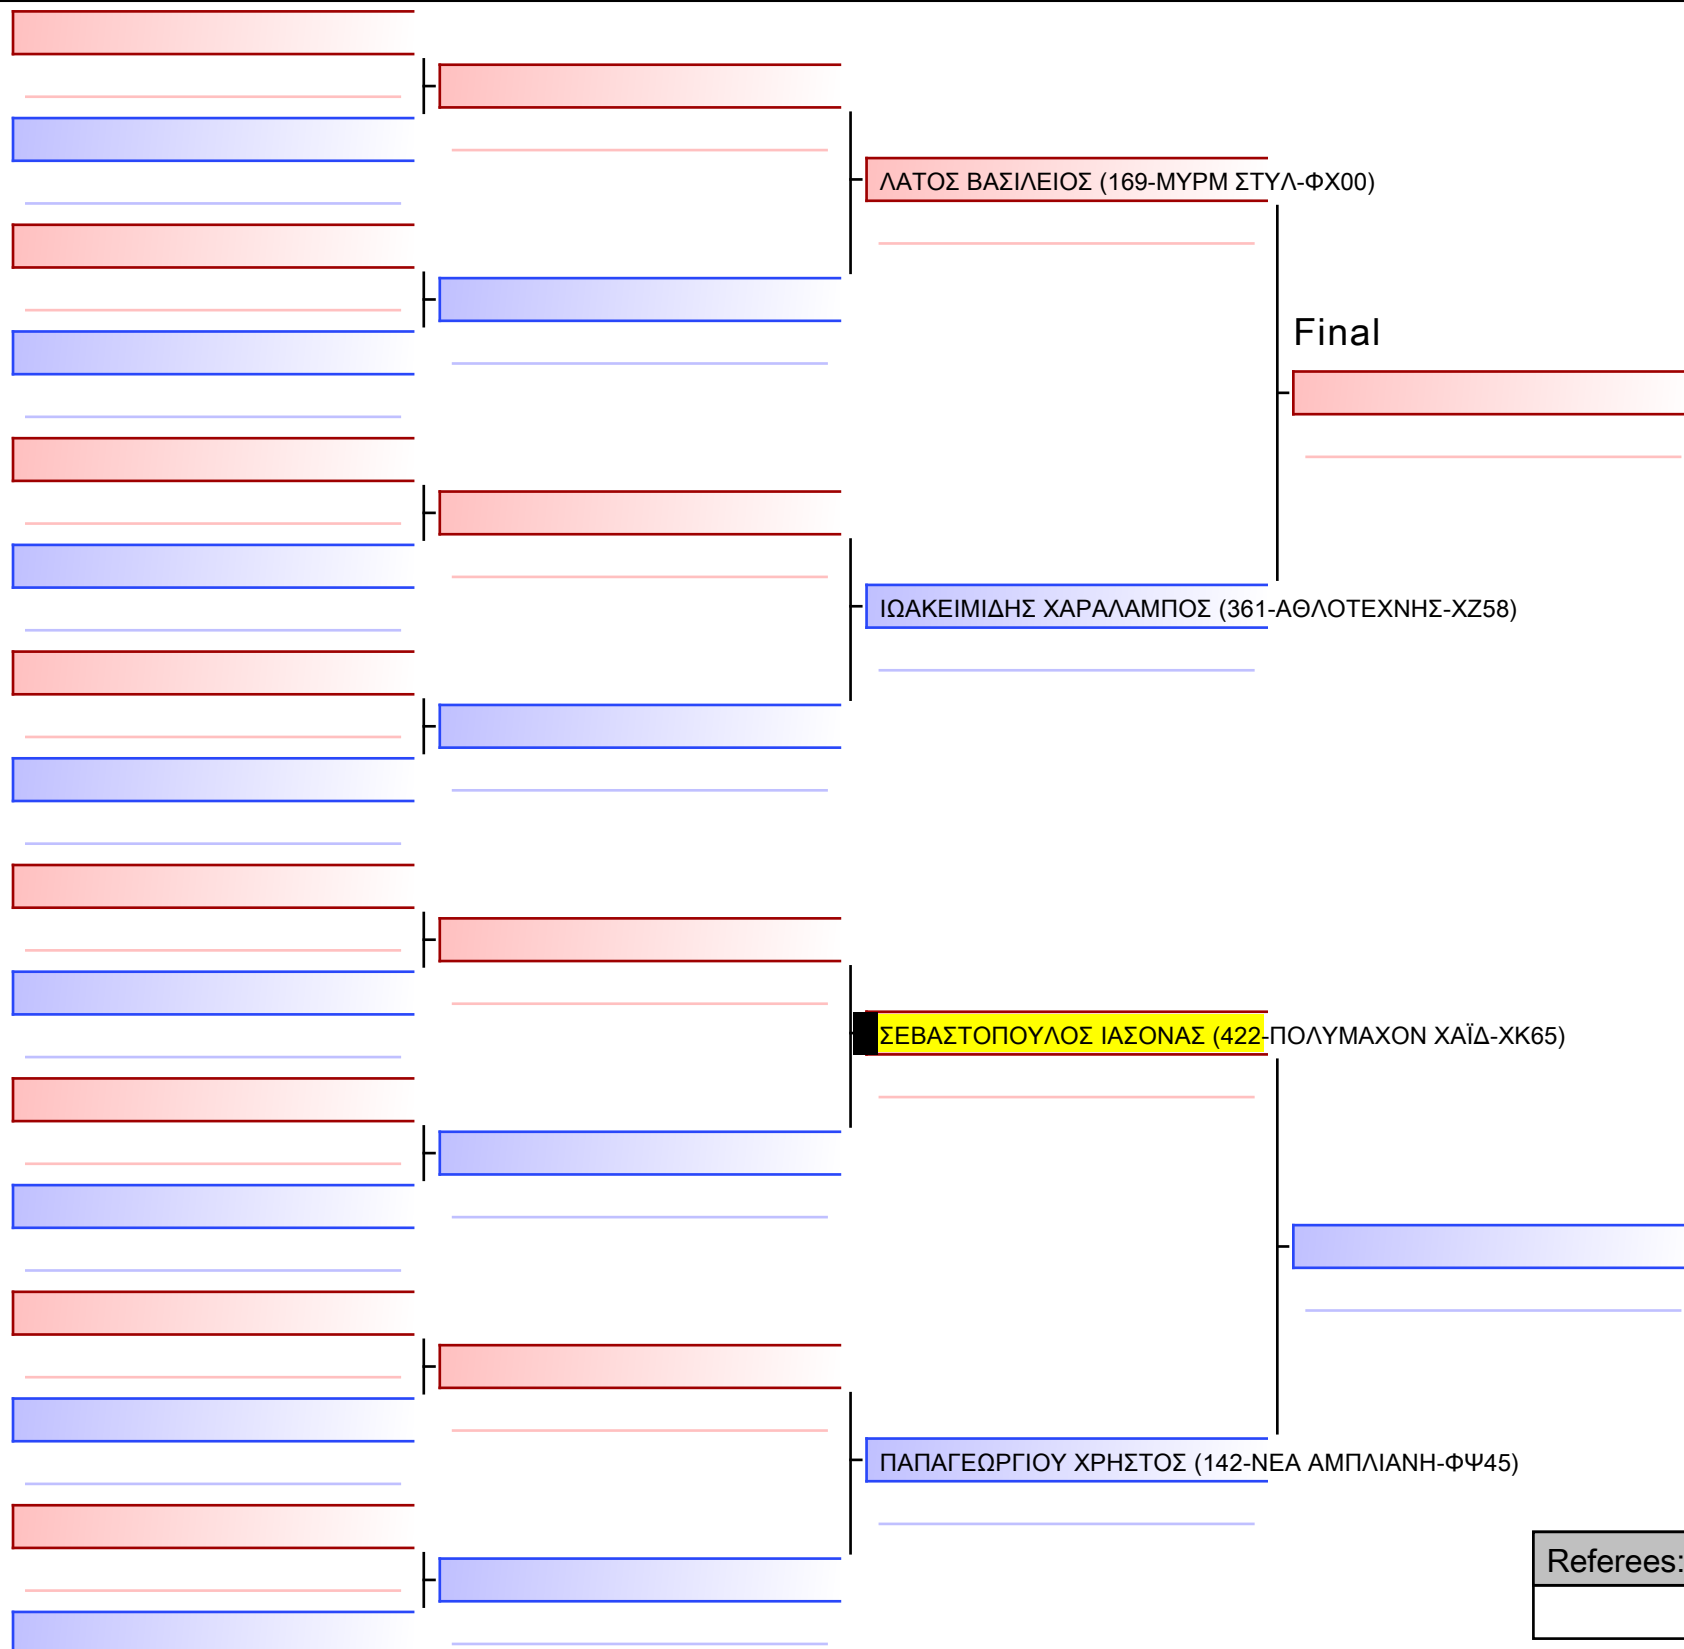 ΛΑΤΟΣ ΒΑΣΙΛΕΙΟΣ (169-ΜΥΡΜ ΣΤΥΛ-ΦΧ00)
Final
ΙΩΑΚΕΙΜΙΔΗΣ ΧΑΡΑΛΑΜΠΟΣ (361-ΑΘΛΟΤΕΧΝΗΣ-ΧΖ58)
ΣΕΒΑΣΤΟΠΟΥΛΟΣ ΙΑΣΟΝΑΣ (422-ΠΟΛΥΜΑΧΟΝ ΧΑΪΔ-ΧΚ65)
ΠΑΠΑΓΕΩΡΓΙΟΥ ΧΡΗΣΤΟΣ (142-ΝΕΑ ΑΜΠΛΙΑΝΗ-ΦΨ45)
Referees: